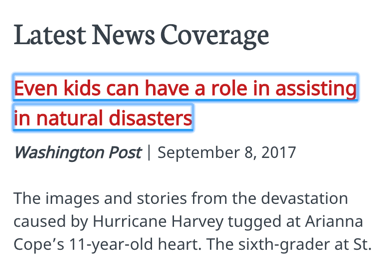 Latest News Coverage
Even kids can have a role in assisting
in natural disasters
Washington Post | September 8, 2017
The images and stories from the devastation
caused by Hurricane Harvey tugged at Arianna
Cope’s 11-year-old heart. The sixth-grader at St.